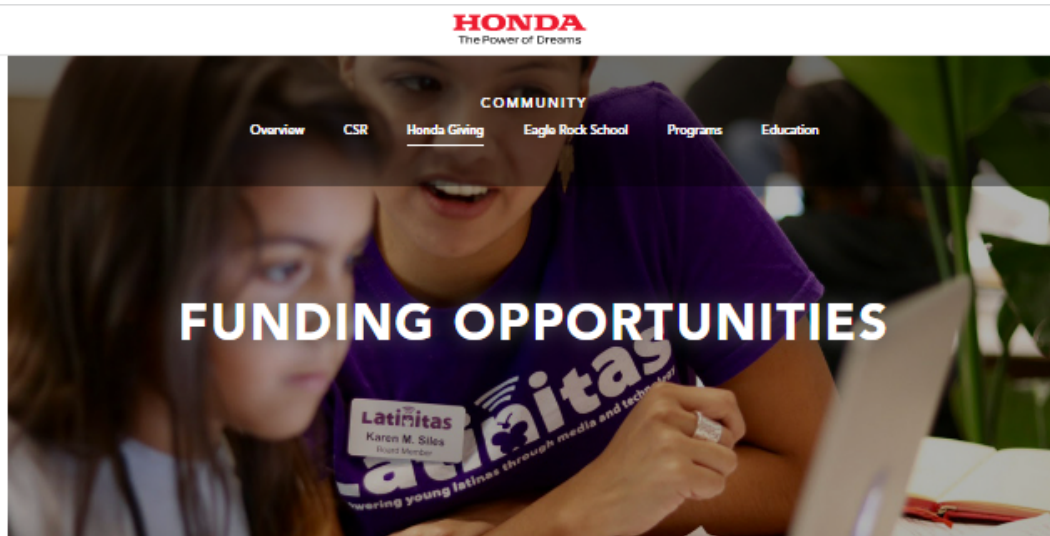 HONDA
The Power of Dreams
COMMUNITY
Overview CSR Honda Giving Eagle Rock School Programs Education
FUNDING OPPORTUNITIES
Latinitas
Karen M. Siles
Board Member
Latinitas
wering young latinas through media and technology